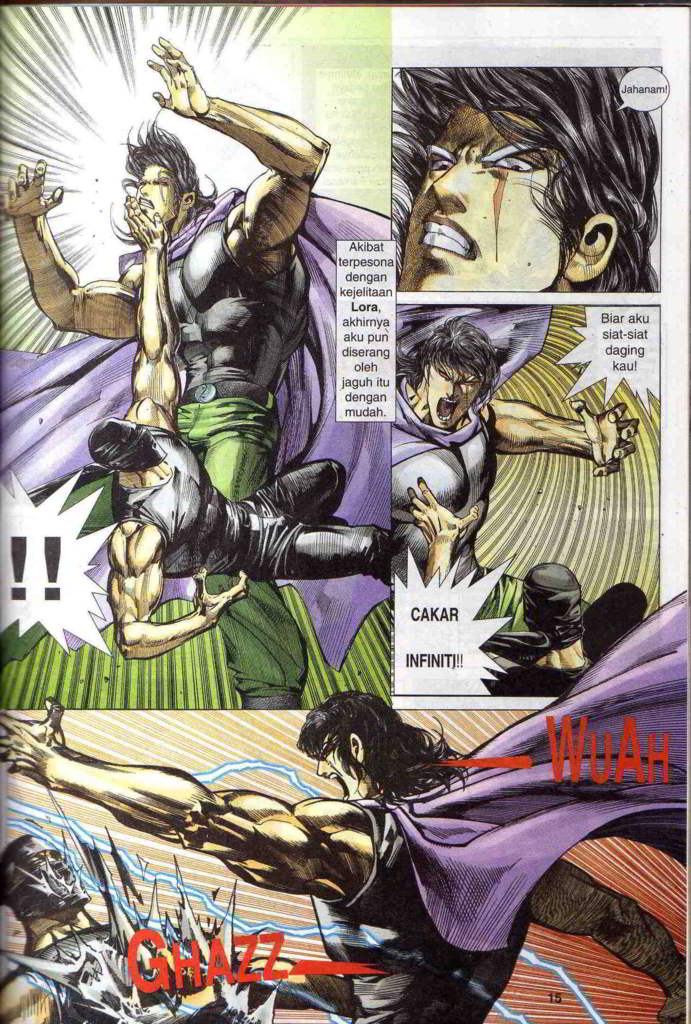 !!
Akibat
terpesona
dengan
kejelitaan
Lora,
akhirnya
aku pun
diserang
oleh
jaguh itu
dengan
mudah.
Jahanam!
Biar aku
siat-siat
daging
kau!
CAKAR
INFINITI!!
WUAH
GHAZZ
15